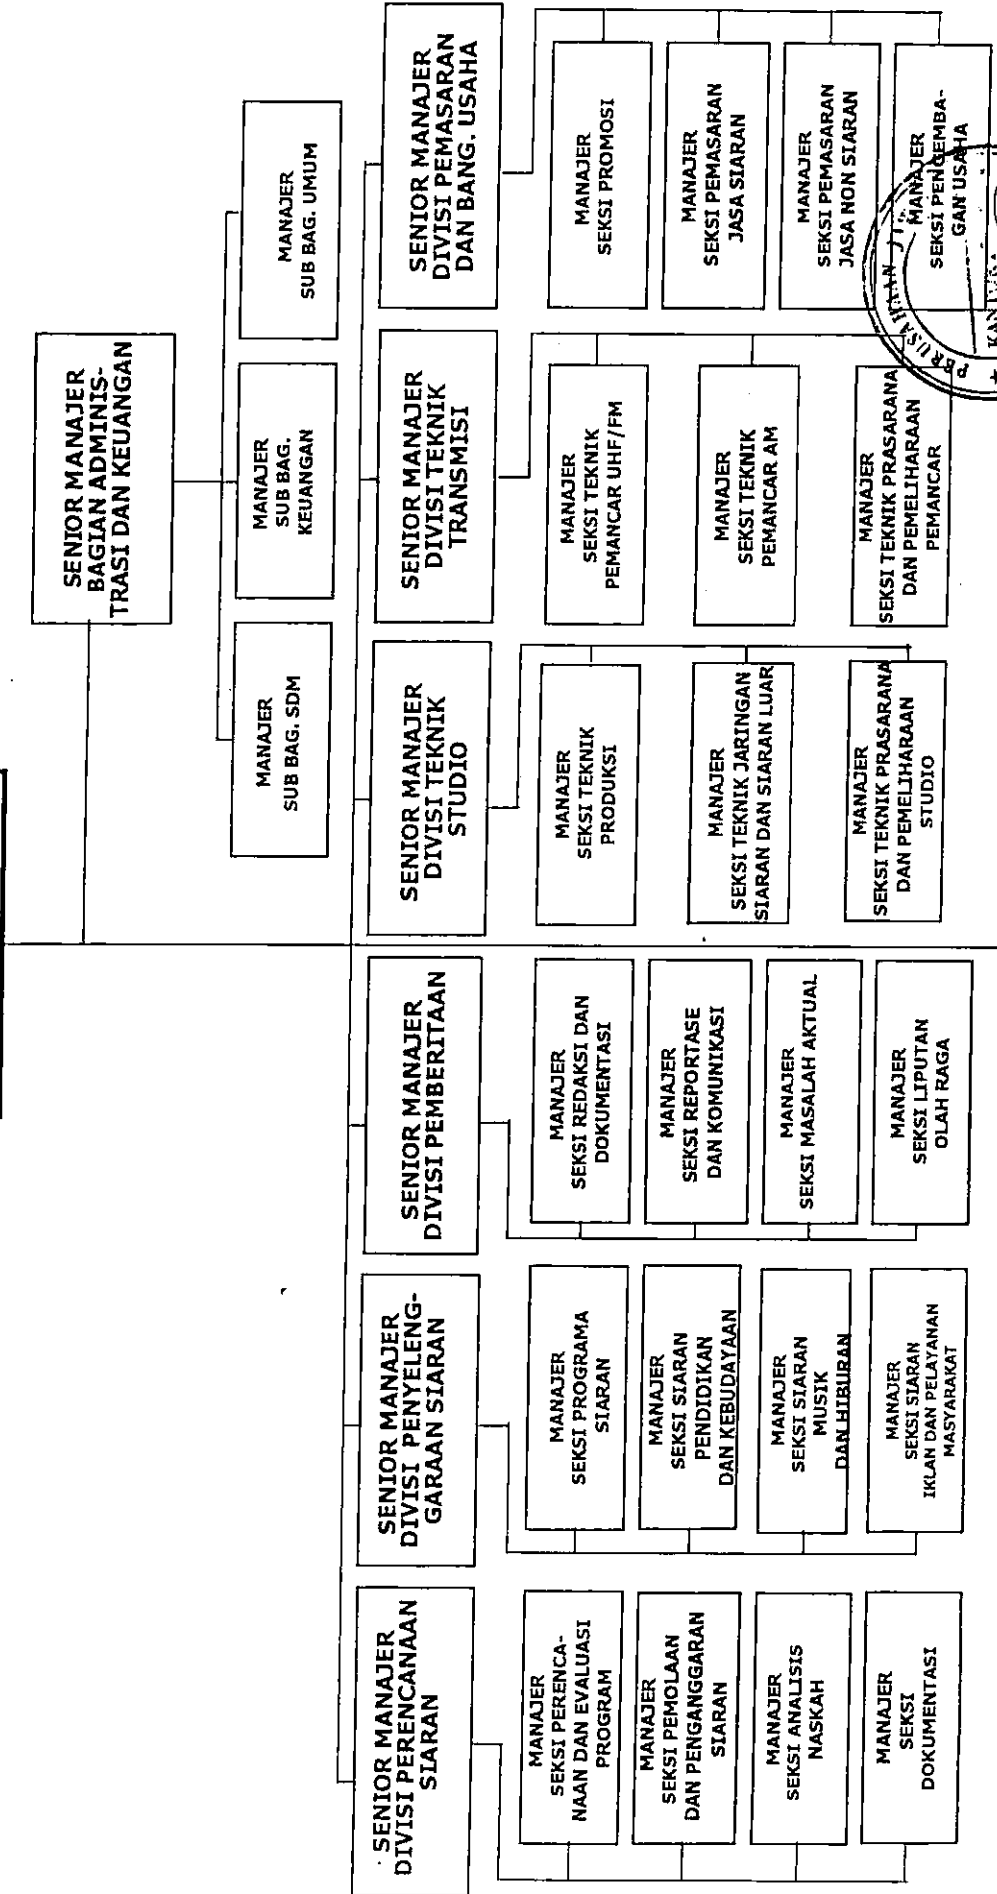 SENIOR MANAJER
BAGIAN ADMINIS-
TRASI DAN KEUANGAN
MANAJER
SUB BAG. SDM
MANAJER
SUB BAG.
KEUANGAN
MANAJER
SUB BAG. UMUM
SENIOR MANAJER
DIVISI PERENCANAAN
SIARAN
MANAJER
SEKSI PERENCA-
NAAN DAN EVALUASI
PROGRAM
MANAJER
SEKSI PEMOLAAN
DAN PENGANGGARAN
SIARAN
MANAJER
SEKSI ANALISIS
NASKAH
MANAJER
SEKSI
DOKUMENTASI
SENIOR MANAJER
DIVISI PENYELENG-
GARAAN SIARAN
MANAJER
SEKSI PROGRAMA
SIARAN
MANAJER
SEKSI SIARAN
PENDIDIKAN
DAN KEBUDAYAAN
MANAJER
SEKSI SIARAN
MUSIK
DAN HIBURAN
MANAJER
SEKSI SIARAN
IKLAN DAN PELAYANAN
MASYARAKAT
SENIOR MANAJER
DIVISI PEMBERITAAN
MANAJER
SEKSI REDAKSI DAN
DOKUMENTASI
MANAJER
SEKSI REPORTASE
DAN KOMUNIKASI
MANAJER
SEKSI MASALAH AKTUAL
MANAJER
SEKSI LIPUTAN
OLAH RAGA
SENIOR MANAJER
DIVISI TEKNIK
STUDIO
MANAJER
SEKSI TEKNIK
PRODUKSI
MANAJER
SEKSI TEKNIK JARINGAN
SIARAN DAN SIARAN LUAR
MANAJER
SEKSI TEKNIK PRASARANA
DAN PEMELIHARAAN
STUDIO
SENIOR MANAJER
DIVISI TEKNIK
TRANSMISI
MANAJER
SEKSI TEKNIK
PEMANCAR UHF/FM
MANAJER
SEKSI TEKNIK
PEMANCAR AM
MANAJER
SEKSI TEKNIK PRASARANA
DAN PEMELIHARAAN
PEMANCAR
SENIOR MANAJER
DIVISI PEMASARAN
DAN BANG. USAHA
MANAJER
SEKSI PROMOSI
MANAJER
SEKSI PEMASARAN
JASA SIARAN
MANAJER
SEKSI PEMASARAN
JASA NON SIARAN
MANAJER
SEKSI PENGEMBA-
GAN USAHA
PERUSAHAAN